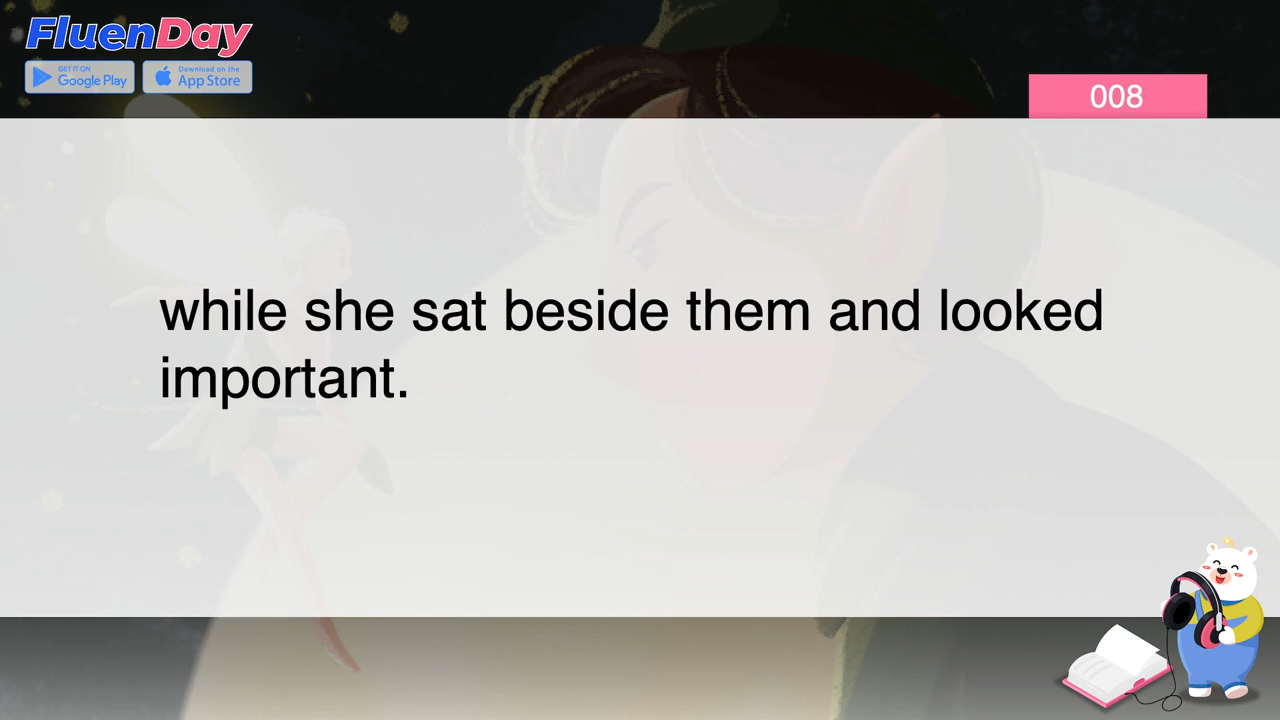 FluenDay
GET IT ON
Google Play
Download on the
App Store
008
while she sat beside them and looked
important.